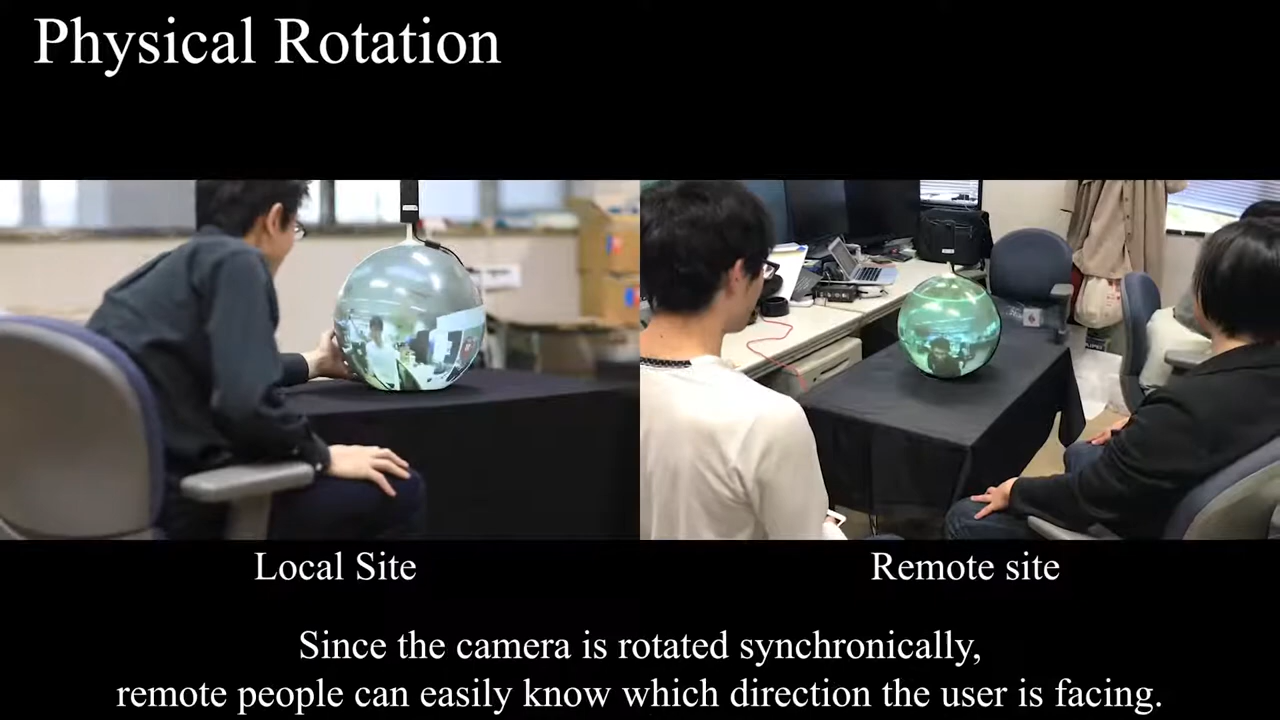 Physical Rotation
Local Site
Remote site
Since the camera is rotated synchronically,
remote people can easily know which direction the user is facing.